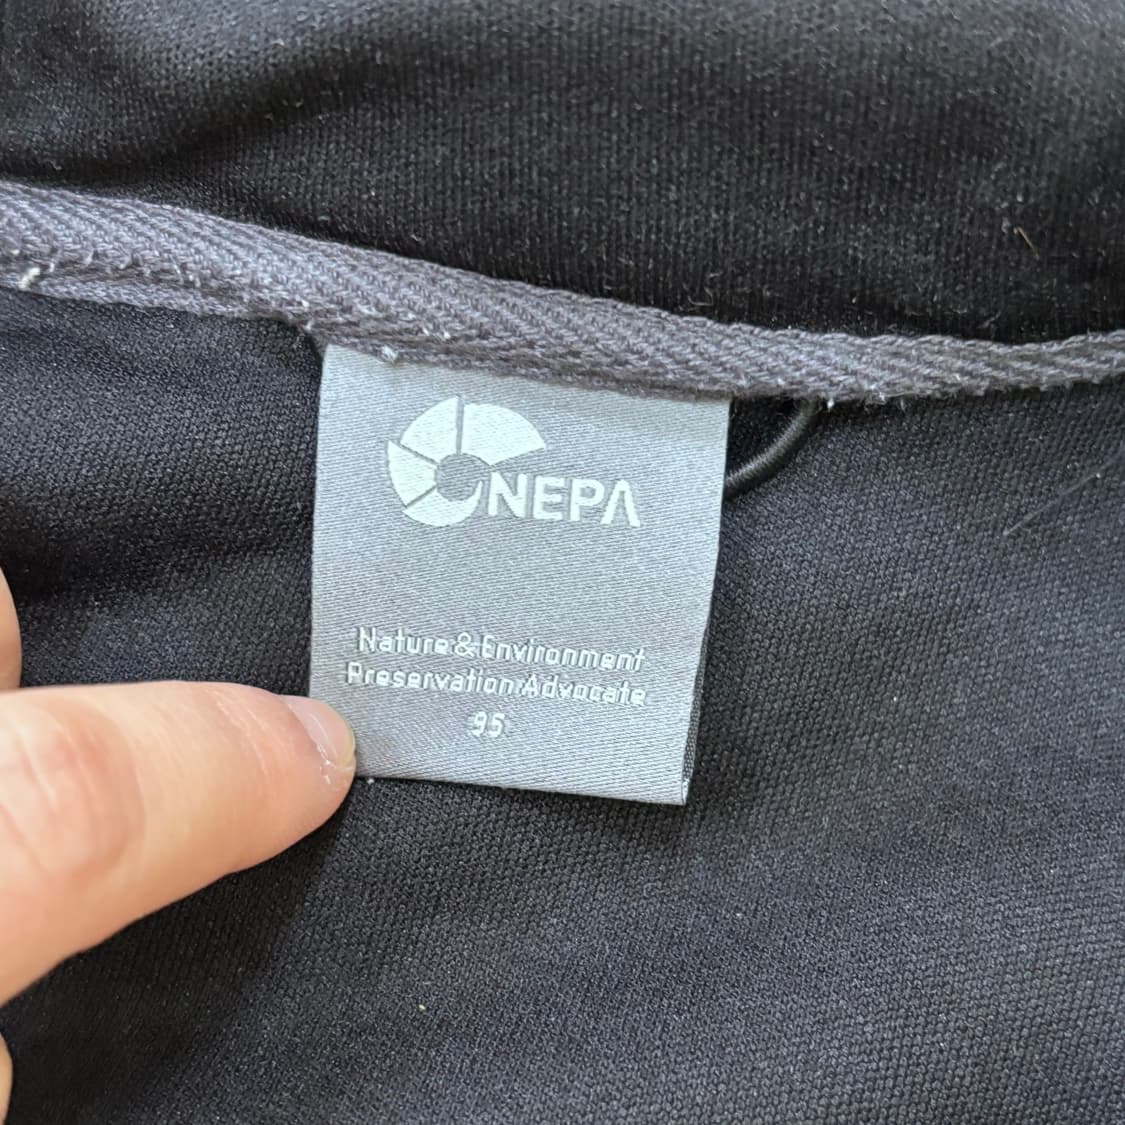 NEPA
Nature&Environment
Preservation Advocate
95